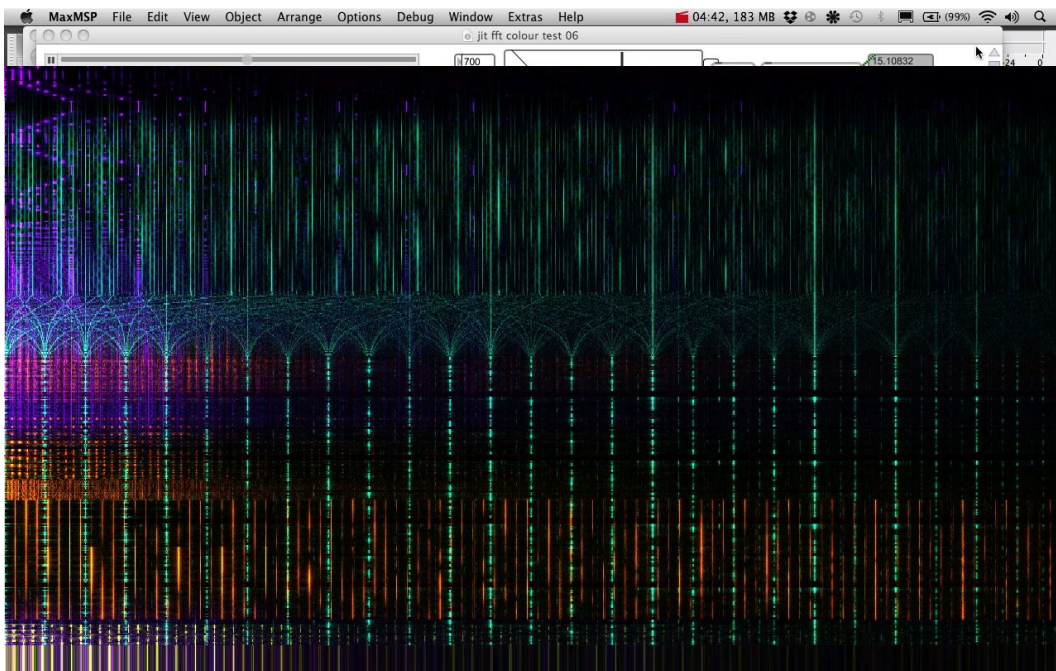 MaxMSP File Edit View Object Arrange Options Debug Window Extras Help 04:42, 183 MB (99%)
jit fft colour test 06
700 15.10832 -24 0